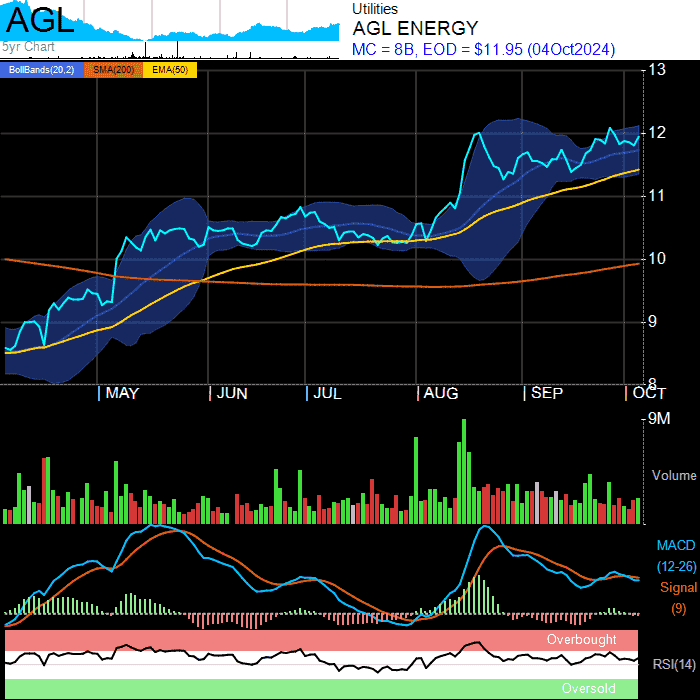 AGL
5yr Chart
Utilities
AGL ENERGY
MC = 8B, EOD = $11.95 (04Oct2024)
BollBands(20,2) SMA(200) EMA(50)
13
12
11
10
9
8
MAY JUN JUL AUG SEP OCT
9M
Volume
MACD
(12-26)
Signal
(9)
Overbought
RSI(14)
Oversold